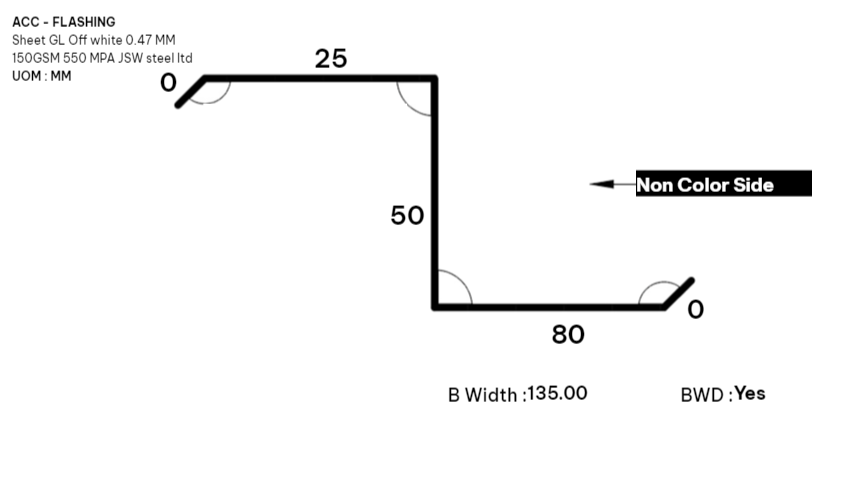 ACC - FLASHING
Sheet GL Off white 0.47 MM
150GSM 550 MPA JSW steel ltd
UOM : MM
0
25
Non Color Side
50
0
80
B Width :135.00
BWD :Yes